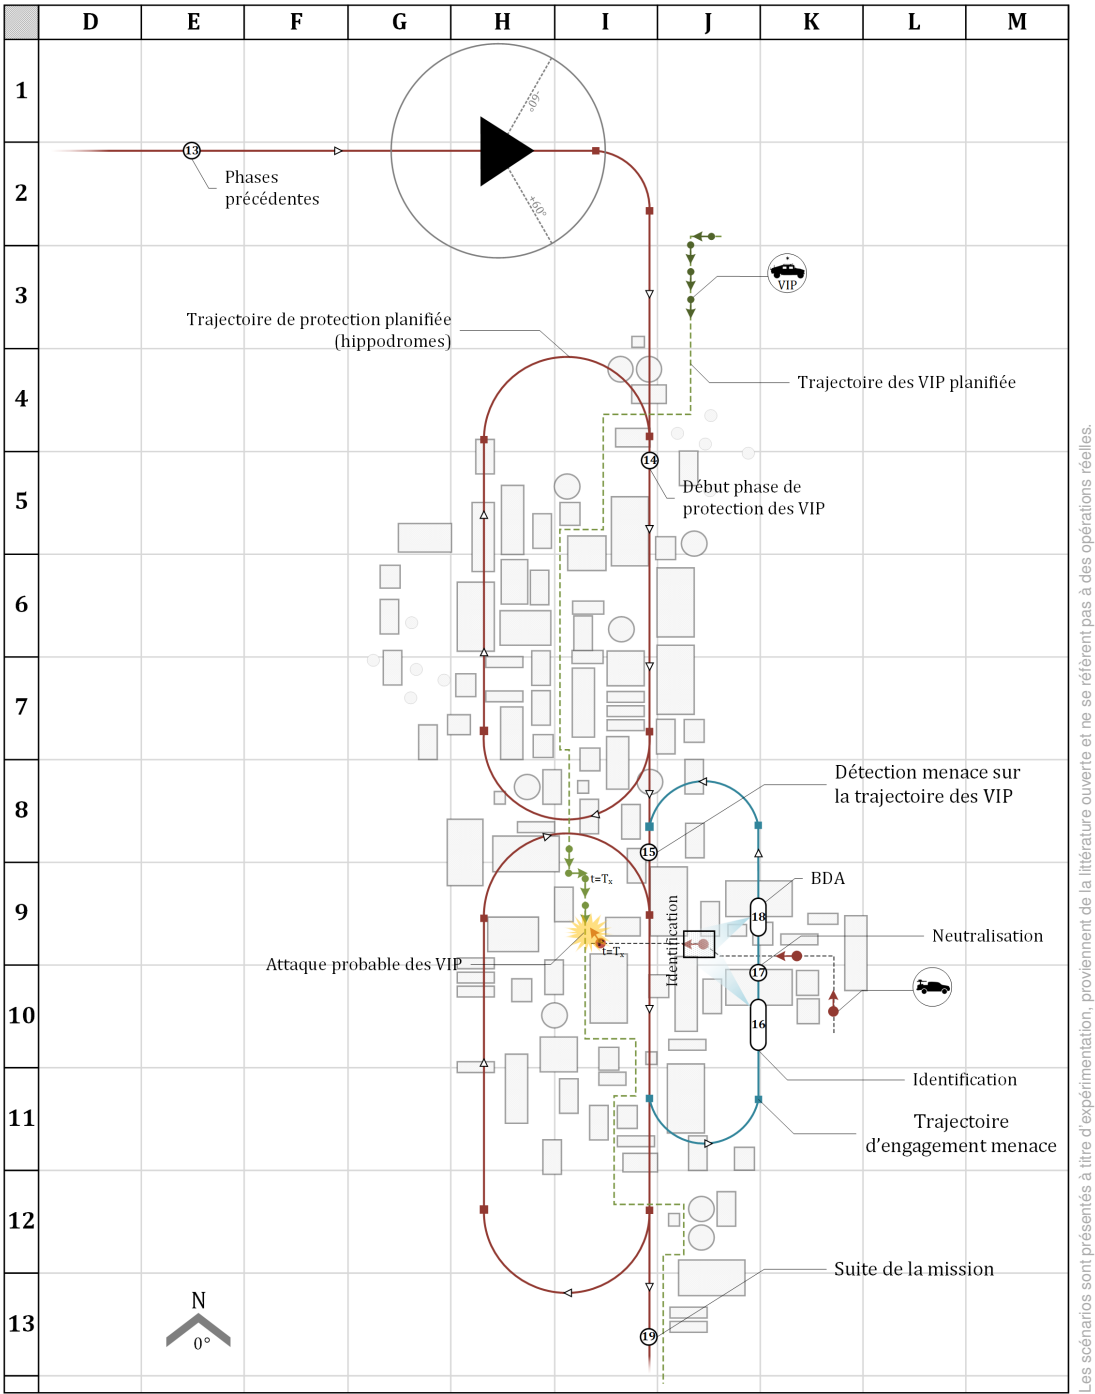 D E F G H I J K L M
1
-60°
13
2
Phases
précédentes
+60°
3
VIP
Trajectoire de protection planifiée
(hippodromes)
4
Trajectoire des VIP planifiée
14
5
Début phase de
protection des VIP
6
7
Détection menace sur
la trajectoire des VIP
8
15
BDA
t=Tx
9
18
Identification
Neutralisation
t=Tx
Attaque probable des VIP
17
10
16
Identification
11
Trajectoire
d'engagement menace
12
Suite de la mission
N
0°
13
19
Les scénarios sont présentés à titre d'expérimentation, proviennent de la littérature ouverte et ne se réfèrent pas à des opérations réelles.